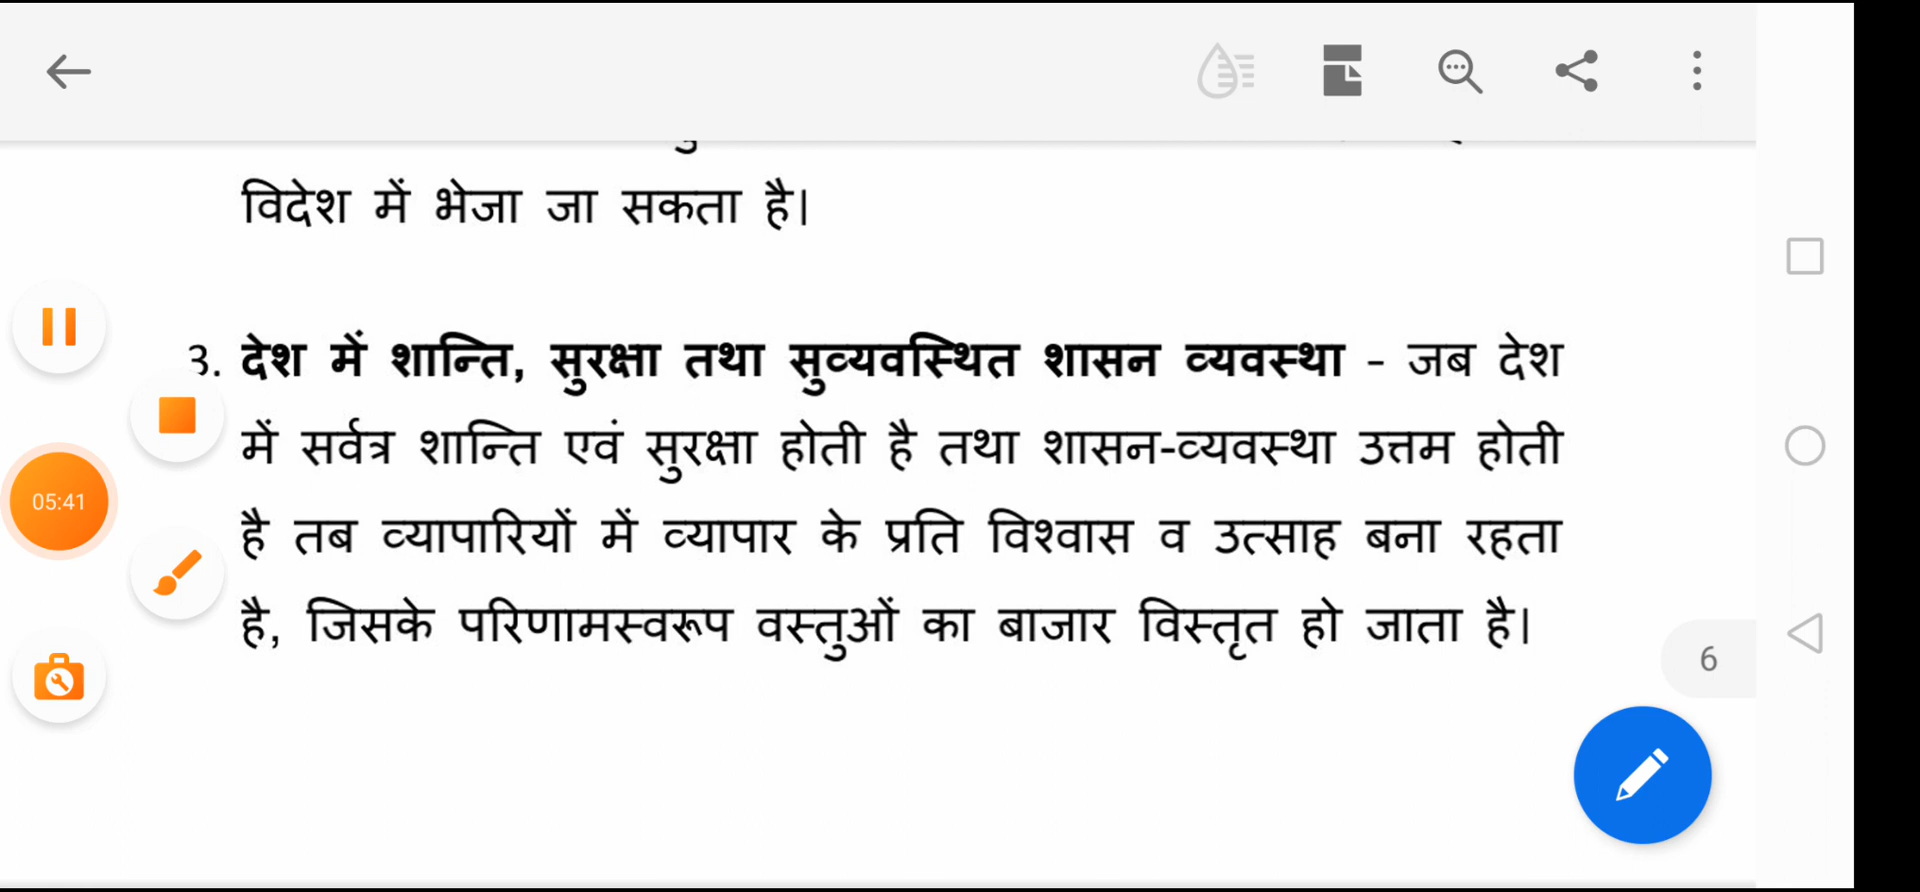 विदेश में भेजा जा सकता है।
3. देश में शान्ति, सुरक्षा तथा सुव्यवस्थित शासन व्यवस्था - जब देश
में सर्वत्र शान्ति एवं सुरक्षा होती है तथा शासन-व्यवस्था उत्तम होती
05:41
है तब व्यापारियों में व्यापार के प्रति विश्वास व उत्साह बना रहता
है, जिसके परिणामस्वरूप वस्तुओं का बाजार विस्तृत हो जाता है।
6